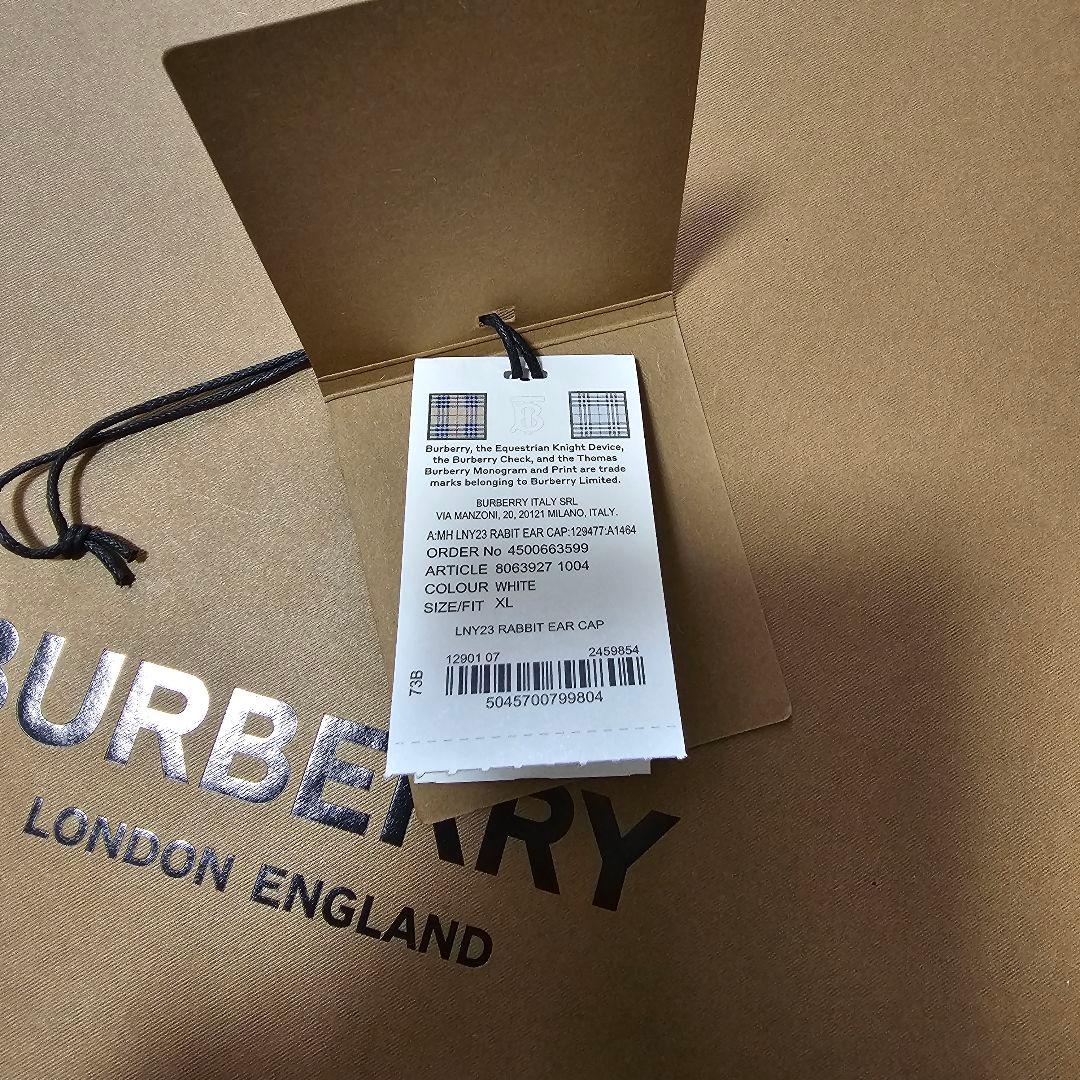 Burberry, the Equestrian Knight Device,
the Burberry Check, and the Thomas
Burberry Monogram and Print are trade
marks belonging to Burberry Limited.
BURBERRY ITALY SRL
VIA MANZONI, 20, 20121 MILANO, ITALY.
A:MH LNY23 RABIT EAR CAP:129477:A1464
ORDER No 4500663599
ARTICLE 8063927 1004
COLOUR WHITE
SIZE/FIT XL
LNY23 RABBIT EAR CAP
12901 07 2459854
73B
5045700799804
BURBERRY
LONDON ENGLAND